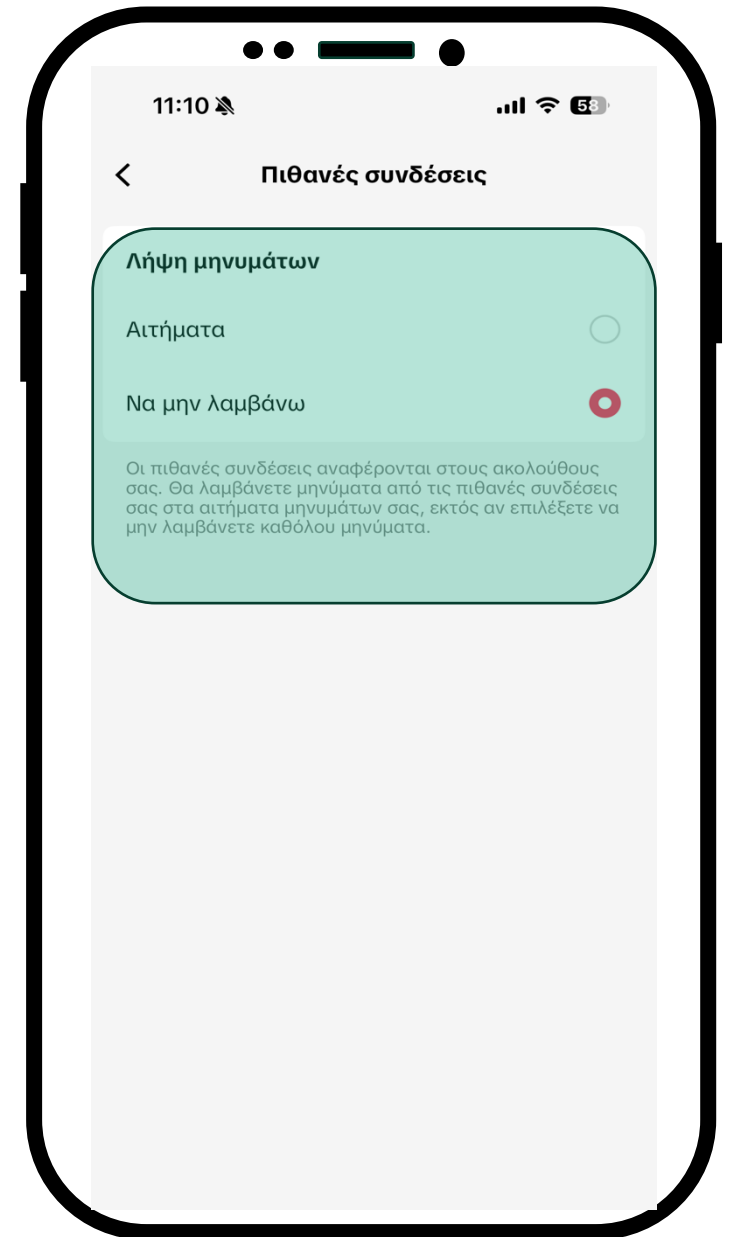 11:10
58
Πιθανές συνδέσεις
Λήψη μηνυμάτων
Αιτήματα
Να μην λαμβάνω
Οι πιθανές συνδέσεις αναφέρονται στους ακολούθους
σας. Θα λαμβάνετε μηνύματα από τις πιθανές συνδέσεις
σας στα αιτήματα μηνυμάτων σας, εκτός αν επιλέξετε να
μην λαμβάνετε καθόλου μηνύματα.